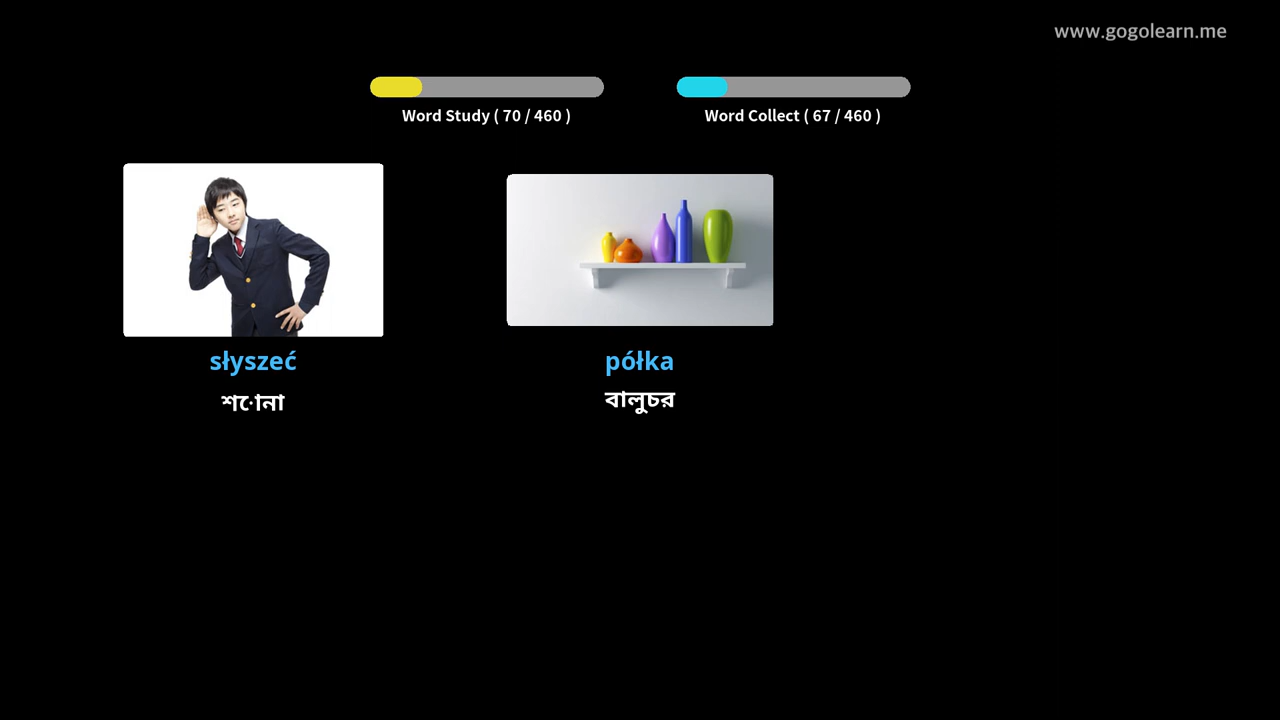 www.gogolearn.me
Word Study ( 70 / 460 )
Word Collect ( 67 / 460 )
słyszeć
শোনা
półka
বালুচর